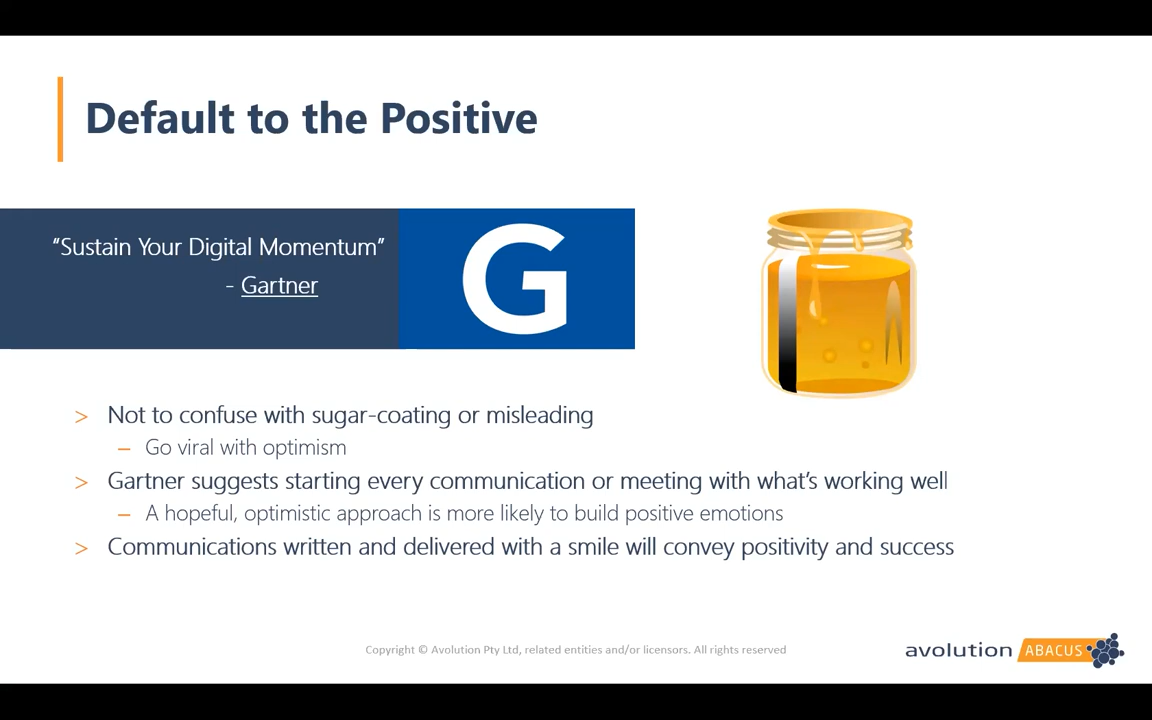 Default to the Positive
“Sustain Your Digital Momentum”
- Gartner
G
> Not to confuse with sugar-coating or misleading
– Go viral with optimism
> Gartner suggests starting every communication or meeting with what’s working well
– A hopeful, optimistic approach is more likely to build positive emotions
> Communications written and delivered with a smile will convey positivity and success
Copyright © Avolution Pty Ltd, related entities and/or licensors. All rights reserved
avolution ABACUS